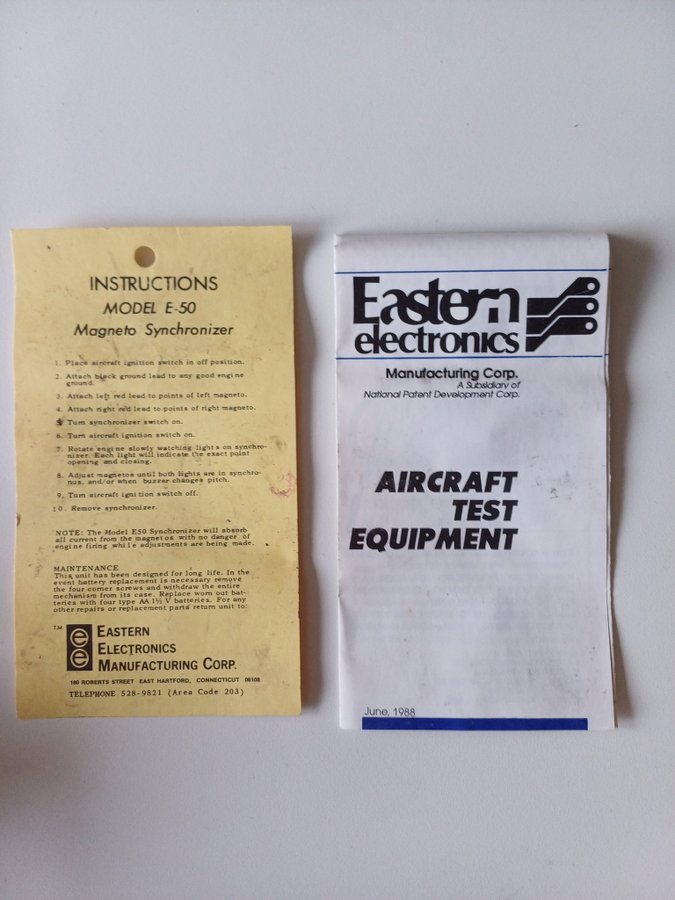 INSTRUCTIONS
MODEL E-50
Magneto Synchronizer
1. Place aircraft ignition switch in off position.
2. Attach black ground lead to any good engine
ground.
3. Attach left red lead to points of left magneto.
4. Attach right red lead to points of right magneto.
5. Turn synchronizer switch on.
6. Turn aircraft ignition switch on.
7. Rotate engine slowly watching lights on synchro-
nizer. Each light will indicate the exact point
opening and closing.
8. Adjust magnetos until both lights are in synchro-
nus, and/or when buzzer changes pitch.
9. Turn aircraft ignition switch off.
10. Remove synchronizer.
NOTE: The Model E50 Synchronizer will absorb
all current from the magnetos with no danger of
engine firing while adjustments are being made.
MAINTENANCE
This unit has been designed for long life. In the
event battery replacement is necessary remove
the four corner screws and withdraw the entire
mechanism from its case. Replace worn out bat-
teries with four type AA 1½ V batteries. For any
other repairs or replacement parts return unit to:
TM
EASTERN
ELECTRONICS
MANUFACTURING CORP.
180 ROBERTS STREET EAST HARTFORD, CONNECTICUT 06108
TELEPHONE 528-9821 (Area Code 203)
Eastern
electronics
Manufacturing Corp.
A Subsidiary of
National Patent Development Corp.
AIRCRAFT
TEST
EQUIPMENT
June, 1988